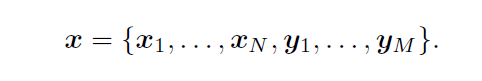 x = {x₁, . . . , x_N, y₁, . . . , y_M}.